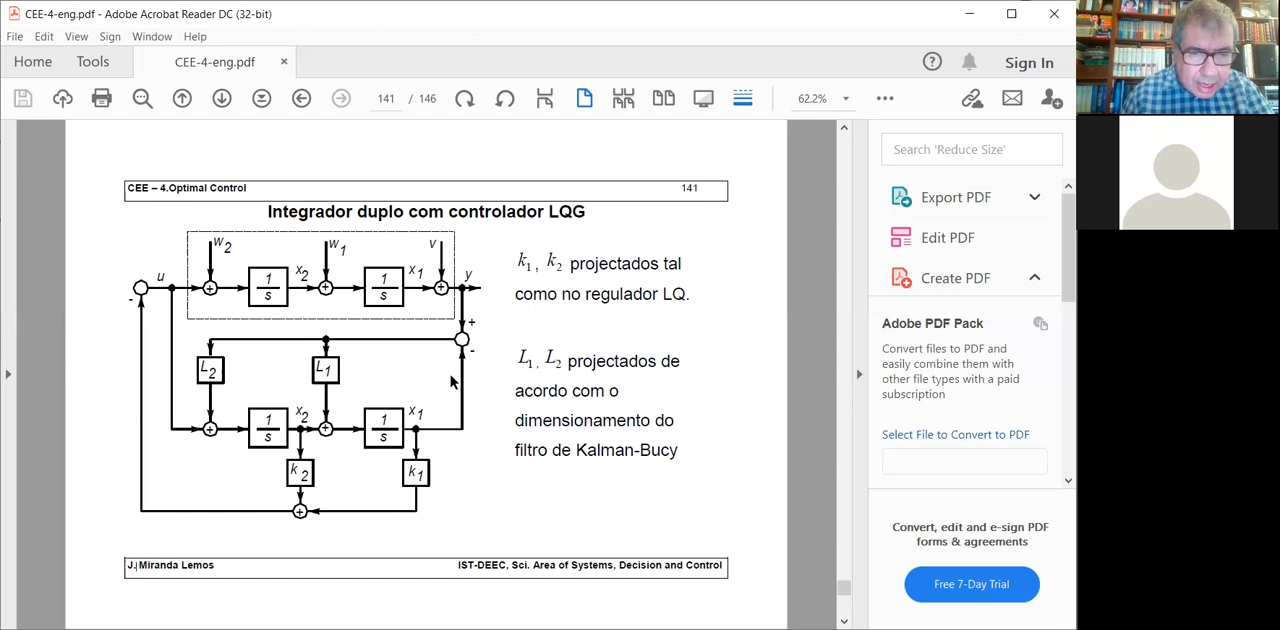 CEE-4-eng.pdf - Adobe Acrobat Reader DC (32-bit)
File Edit View Sign Window Help
Home Tools CEE-4-eng.pdf × Sign In
141 / 146 62.2%
CEE – 4.Optimal Control 141
Integrador duplo com controlador LQG
w2 w1 v
u x2 x1 y
1/s 1/s
+ + +
-
+
-
L2 L1
x2 x1
1/s 1/s
+ +
k2 k1
+
k1, k2 projectados tal
como no regulador LQ.
L1, L2 projectados de
acordo com o
dimensionamento do
filtro de Kalman-Bucy
J. Miranda Lemos IST-DEEC, Sci. Area of Systems, Decision and Control
Search 'Reduce Size'
Export PDF
Edit PDF
Create PDF
Adobe PDF Pack
Convert files to PDF and
easily combine them with
other file types with a paid
subscription
Select File to Convert to PDF
Convert, edit and e-sign PDF
forms & agreements
Free 7-Day Trial